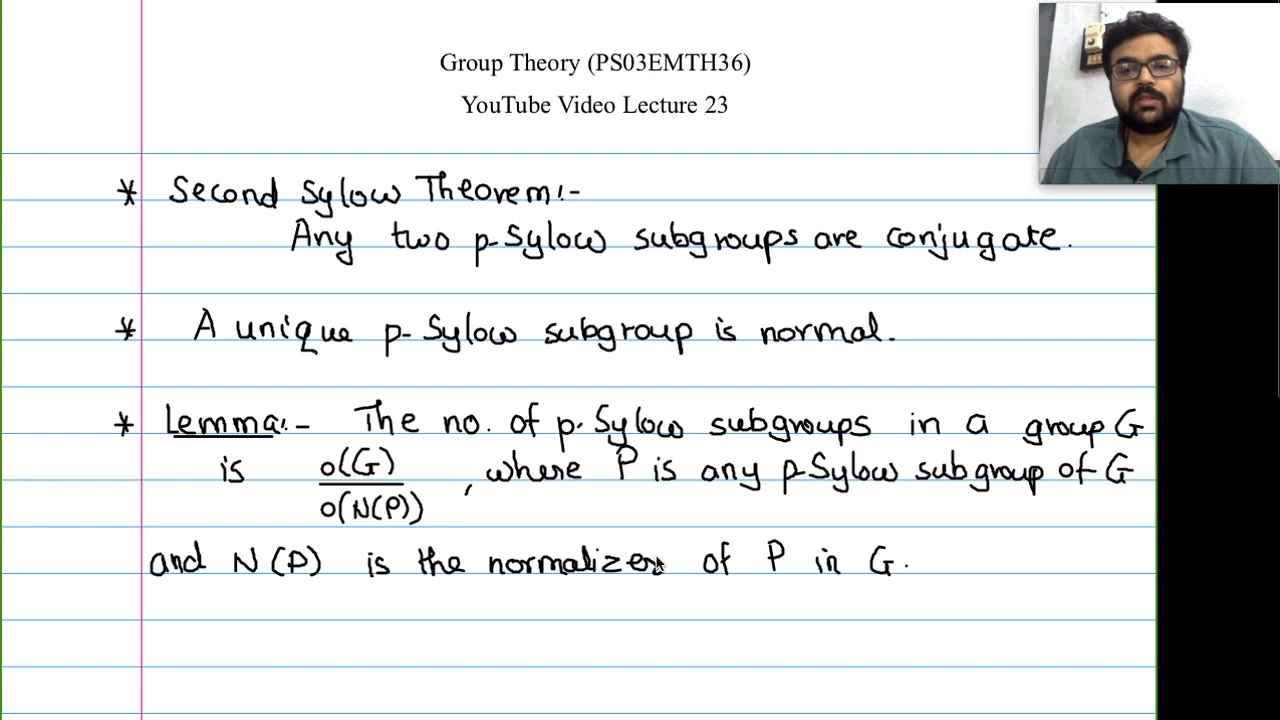 Group Theory (PS03EMTH36)
YouTube Video Lecture 23
* Second Sylow Theorem:-
Any two p-Sylow subgroups are conjugate.
* A unique p-Sylow subgroup is normal.
* Lemma:- The no. of p-Sylow subgroups in a group G
is o(G)/o(N(P)), where P is any p-Sylow subgroup of G
and N(P) is the normalizer of P in G.